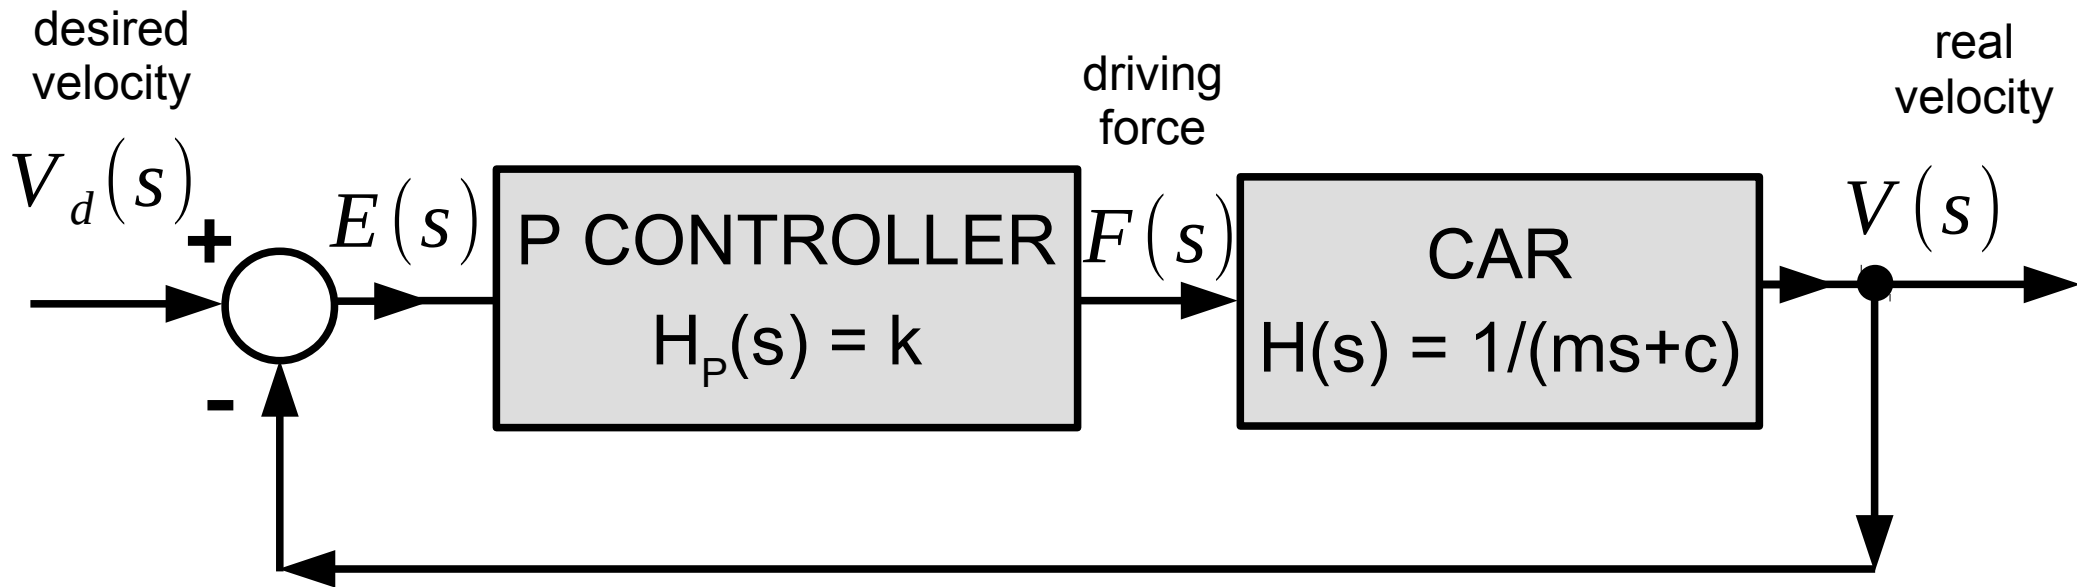 desired
velocity
V_d(s)
+
-
E(s)
P CONTROLLER
H_P(s) = k
driving
force
F(s)
CAR
H(s) = 1/(ms+c)
real
velocity
V(s)